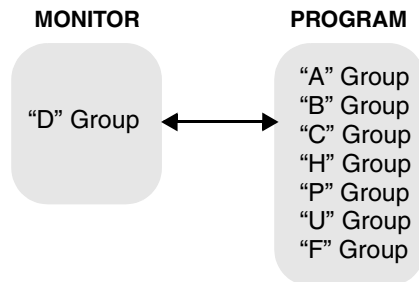 MONITOR
PROGRAM
“D” Group
“A” Group
“B” Group
“C” Group
“H” Group
“P” Group
“U” Group
“F” Group